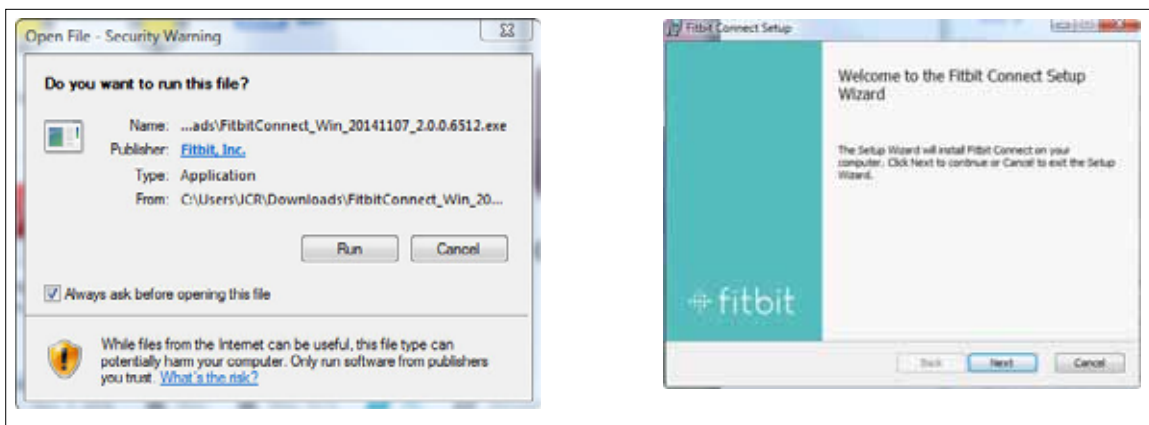 Open File - Security Warning
Do you want to run this file?
Name: ...ads\FitbitConnect_Win_20141107_2.0.0.6512.exe
Publisher: Fitbit, Inc.
Type: Application
From: C:\Users\JCR\Downloads\FitbitConnect_Win_20...
Run Cancel
Always ask before opening this file
While files from the Internet can be useful, this file type can
potentially harm your computer. Only run software from publishers
you trust. What's the risk?
Fitbit Connect Setup
Welcome to the Fitbit Connect Setup
Wizard
The Setup Wizard will install Fitbit Connect on your
computer. Click Next to continue or Cancel to exit the Setup
Wizard.
fitbit
Back Next Cancel